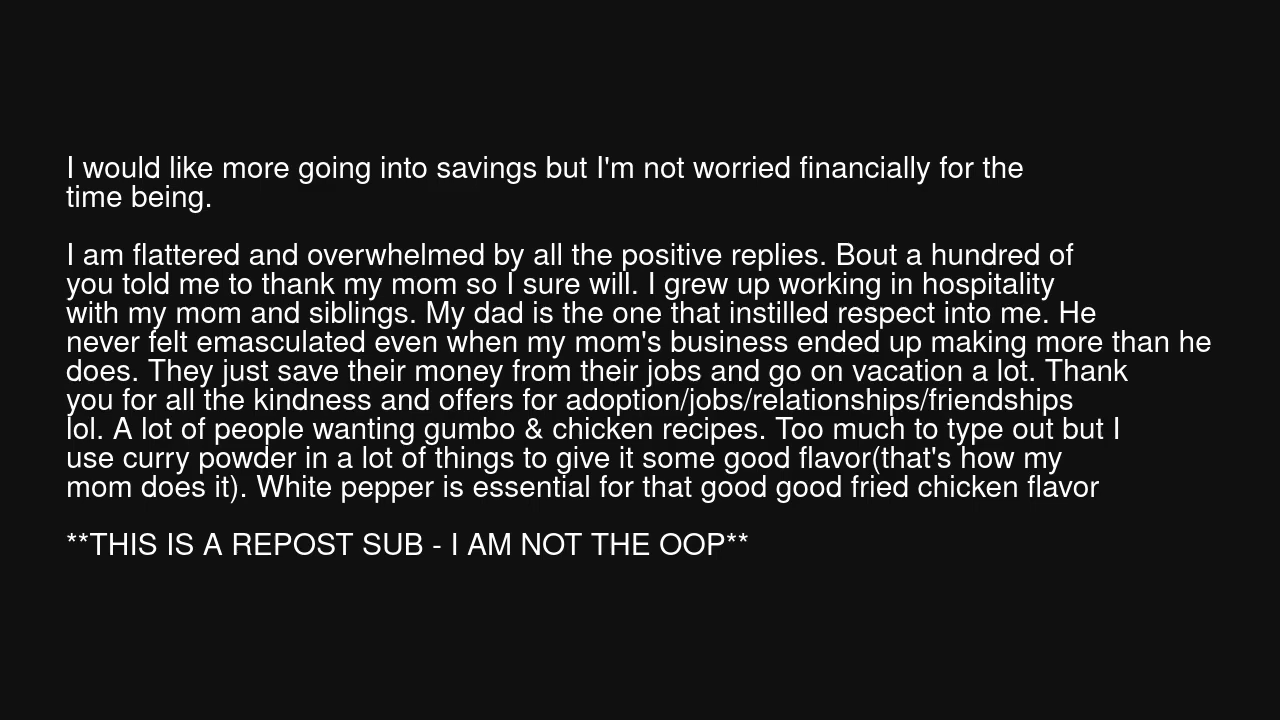 I would like more going into savings but I'm not worried financially for the
time being.
I am flattered and overwhelmed by all the positive replies. Bout a hundred of
you told me to thank my mom so I sure will. I grew up working in hospitality
with my mom and siblings. My dad is the one that instilled respect into me. He
never felt emasculated even when my mom's business ended up making more than he
does. They just save their money from their jobs and go on vacation a lot. Thank
you for all the kindness and offers for adoption/jobs/relationships/friendships
lol. A lot of people wanting gumbo & chicken recipes. Too much to type out but I
use curry powder in a lot of things to give it some good flavor(that's how my
mom does it). White pepper is essential for that good good fried chicken flavor
**THIS IS A REPOST SUB - I AM NOT THE OOP**